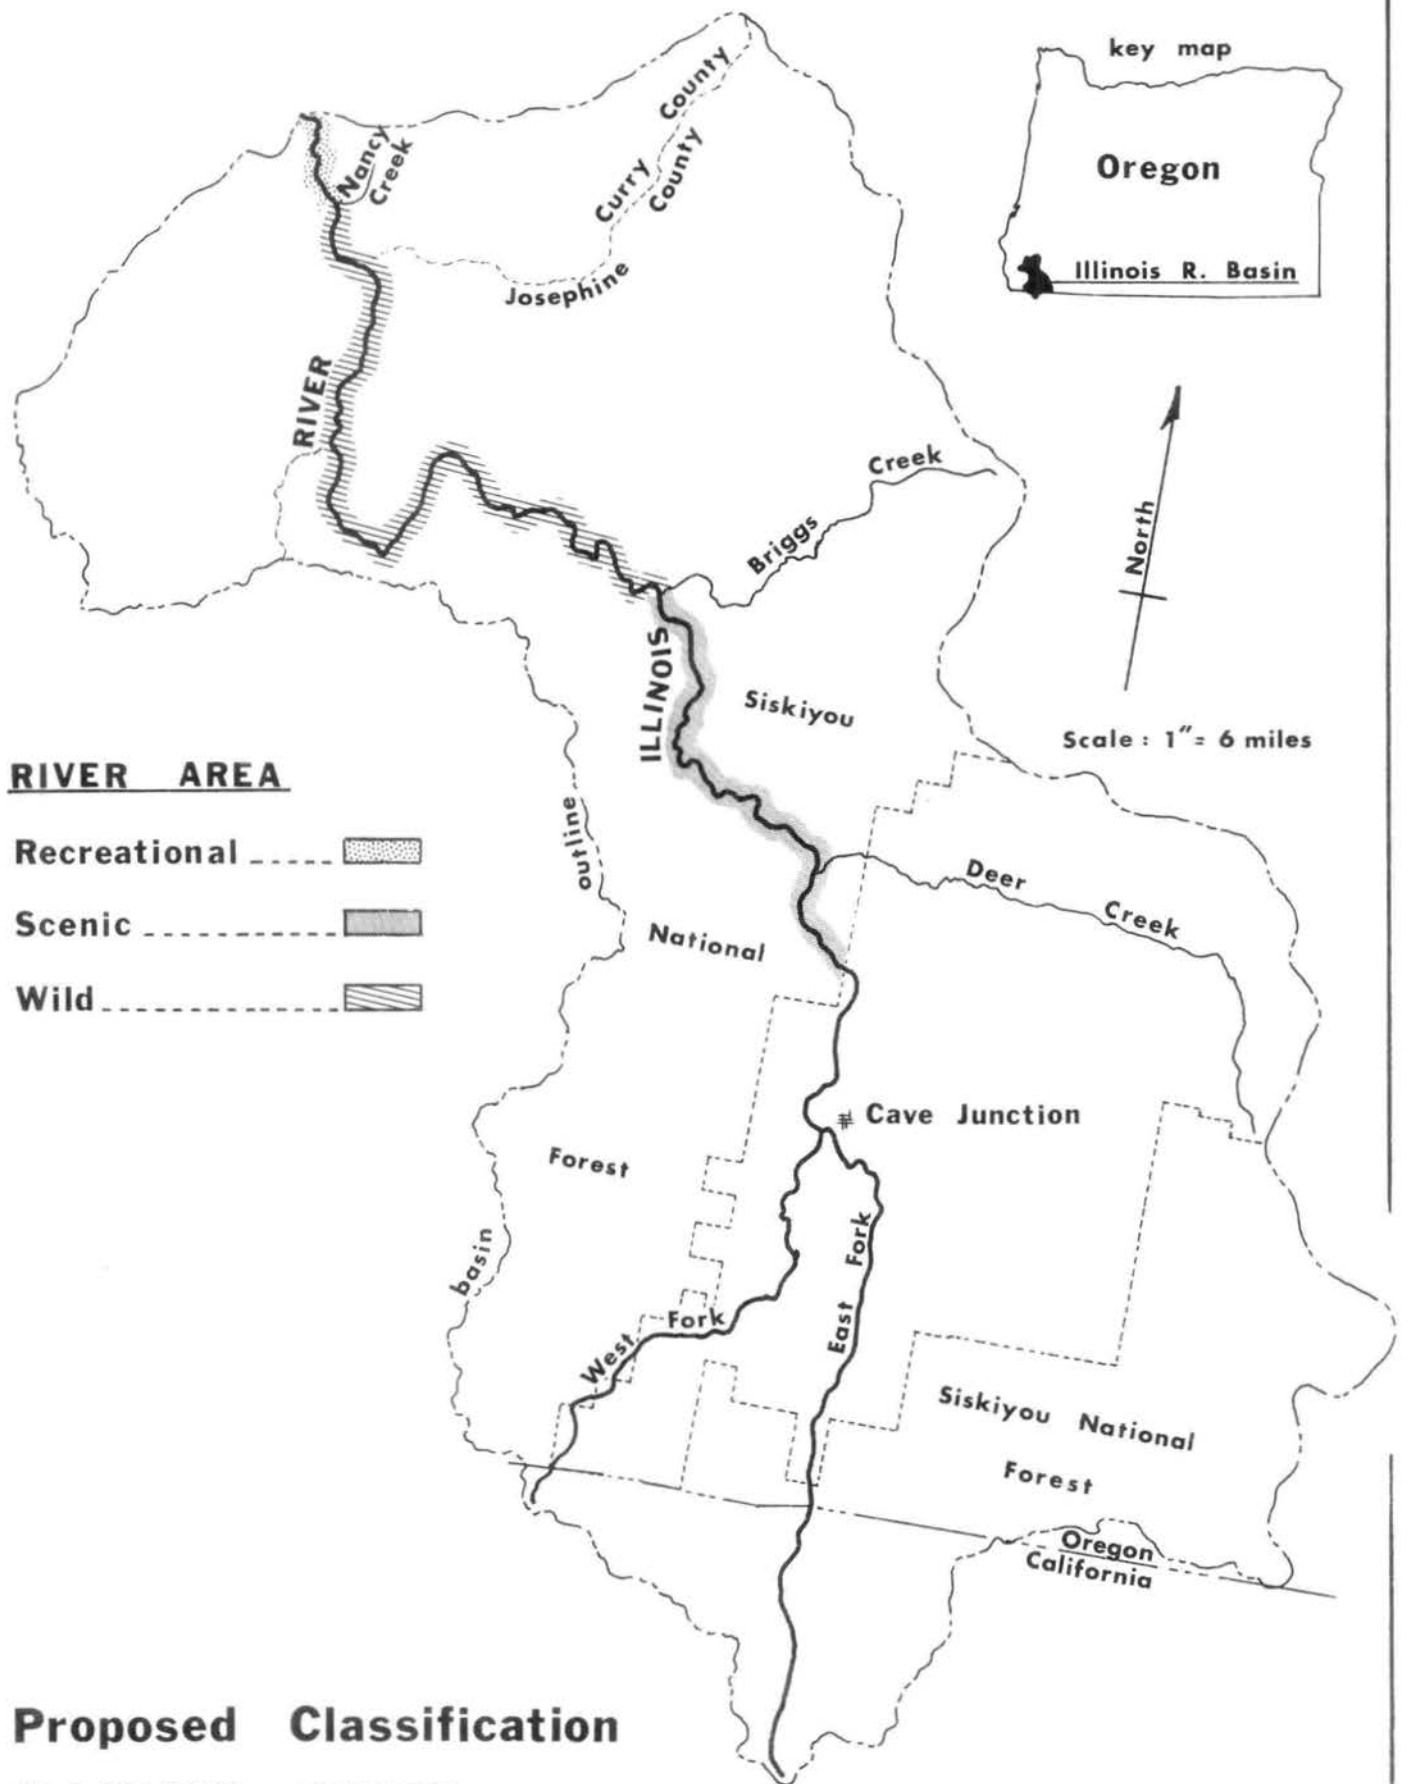 key map
Oregon
Illinois R. Basin
County
Curry
County
Josephine
Nancy
Creek
RIVER
Creek
Briggs
North
ILLINOIS
Siskiyou
Scale : 1" = 6 miles
RIVER AREA
Recreational
Scenic
Wild
outline
National
Deer
Creek
# Cave Junction
Forest
basin
Fork
West
East Fork
Siskiyou National
Forest
Oregon
California
Proposed Classification